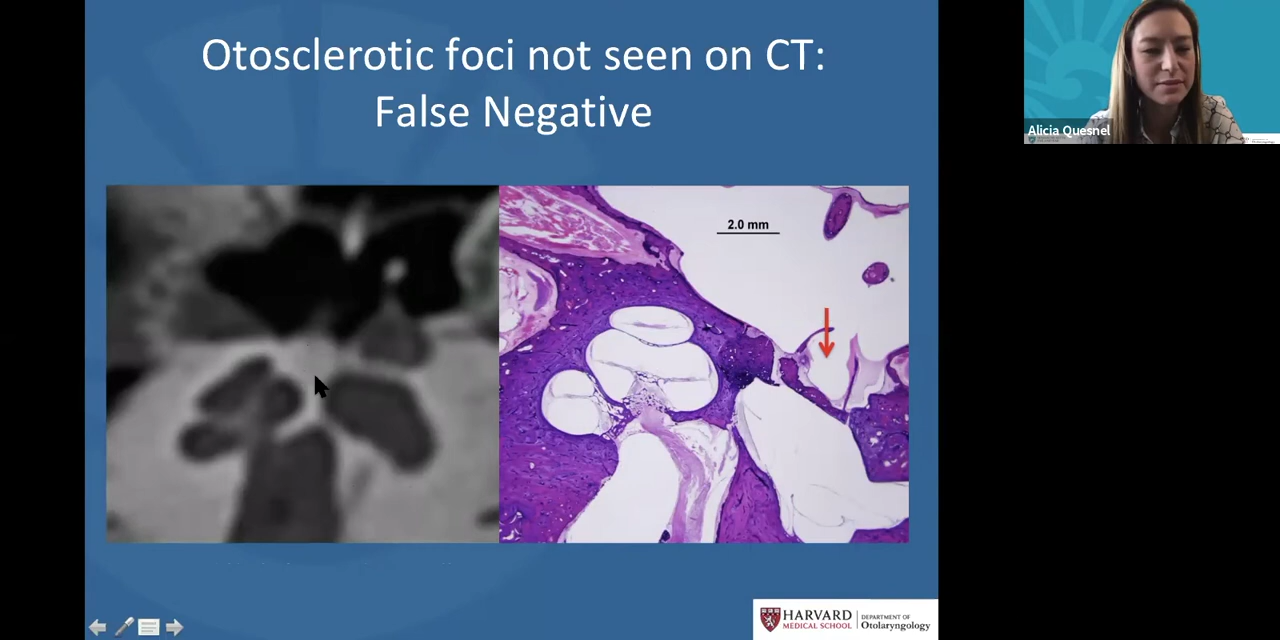 Otosclerotic foci not seen on CT:
False Negative
2.0 mm
Alicia Quesnel
HARVARD
MEDICAL SCHOOL
DEPARTMENT OF
Otolaryngology